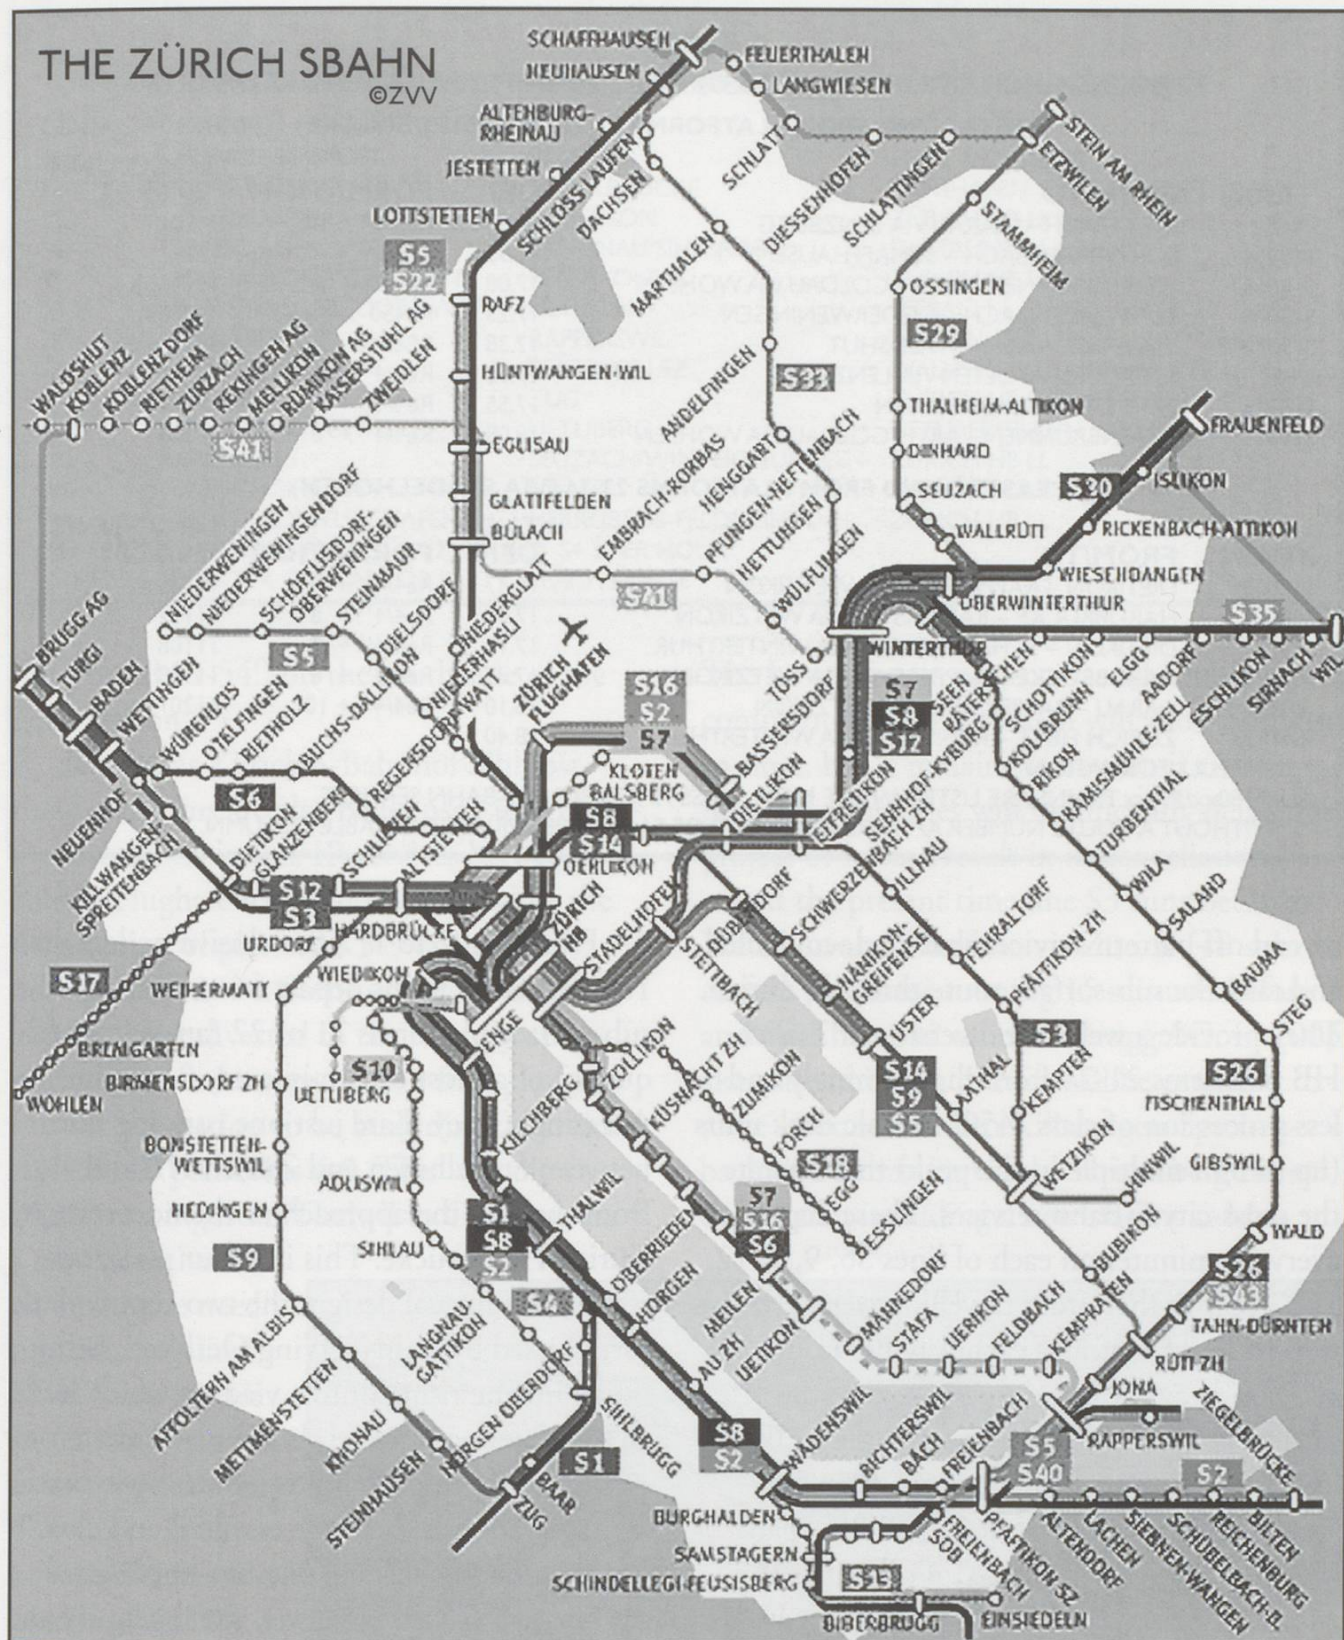 THE ZÜRICH SBAHN
©ZVV
SCHAFFHAUSEN
NEUHAUSEN
FEUERTHALEN
LANGWIESEN
ALTENBURG-
RHEINAU
JESTETTEN
LOTTSTETTEN
SCHLOSS LAUFEN
DACHSEN
MARTHALEN
SCHLATT
DIESSENHOFEN
SCHLATTINGEN
STEIN AM RHEIN
ETZWILEN
STAMMHEIM
OSSINGEN
S29
S5
S22
RAFZ
HÜNTWANGEN-WIL
EGLISAU
GLATTFELDEN
BÜLACH
WALDSHUT
KOBLENZ
KOBLENZ DORF
RIETHEIM
ZURZACH
REKINGEN AG
MELLIKON
RÜMIKON AG
KAISERSTUHL AG
ZWEIDLEN
S41
S33
ANDELFINGEN
HENGGART
HETTLINGEN
EMBRACH-RORBAS
PFUNGEN-NEFTENBACH
WÜLFLINGEN
TÖSS
S41
THALHEIM-ALTIKON
DINHARD
SEUZACH
WALLRÜTI
FRAUENFELD
ISLIKON
S30
RICKENBACH-ATTIKON
WIESENDANGEN
OBERWINTERTHUR
WINTERTHUR
S35
NIEDERWENINGEN
NIEDERWENINGEN DORF
SCHÖFLISDORF-
OBERWENINGEN
STEINMAUR
DIELSDORF
NIEDERHASLI
NIEDERGLATT
S5
BRUGG AG
TURGI
BADEN
WETTINGEN
WÜRENLOS
OTELFINGEN
BUCHS-DÄLLIKON
REGENSDORF-WATT
S6
NEUENHOF
KILLWANGEN-
SPREITENBACH
DIETIKON
GLANZENBERG
SCHLIEREN
ALTSTETTEN
ZÜRICH
FLUGHAFEN
S16
S2
S7
KLOTEN
BALSBERG
BASSERSDORF
DIETLIKON
S8
S14
OERLIKON
EFFRETIKON
S7
S8
S12
SEEN
SENNHOF-KYBURG
RÄTERSCHEN
SCHOTTIKON
ELGG
AADORF
ESCHLIKON
SIRNACH
WIL
KOLLBRUNN
RIKON
RÄMISMÜHLE-ZELL
TURBENTHAL
WILA
SALAND
BAUMA
STEG
S26
FISCHENTHAL
GIBSWIL
WALD
S26
S43
TANN-DÜRNTEN
RÜTI ZH
JONA
RAPPERSWIL
S12
S3
HARDBRÜCKE
ZÜRICH
HB
STADELHOFEN
STETTBACH
DÜBENDORF
SCHWERZENBACH ZH
NÄNIKON-
GREIFENSEE
USTER
AATHAL
WETZIKON
HINWIL
BUBIKON
ILLNAU
FEHRALTORF
PFÄFFIKON ZH
S3
KEMPTEN
S14
S9
S5
URDORF
WEIHERMATT
WIEDIKON
S17
BREMGARTEN
WOHLEN
BIRMENSDORF ZH
S10
UETLIBERG
BONSTETTEN-
WETTSWIL
HEDINGEN
S9
AFFOLTERN AM ALBIS
METTMENSTETTEN
KNONAU
STEINHAUSEN
ZUG
BAAR
S1
SIHLBRUGG
HORGEN OBERDORF
ADLISWIL
SIHLAU
LANGNAU-
GATTIKON
S4
ENGE
KILCHBERG
THALWIL
S1
S8
S2
OBERRIEDEN
HORGEN
AU ZH
WÄDENSWIL
S8
S2
ZOLLIKON
KÜSNACHT ZH
ZUMIKON
FORCH
S18
EGG
ESSLINGEN
S7
S16
S6
MEILEN
UETIKON
MÄNNEDORF
STÄFA
UERIKON
FELDBACH
KEMPRATEN
RICHTERSWIL
BÄCH
FREIENBACH
S5
S40
S2
ZIEGELBRÜCKE
BILTEN
REICHENBURG
SCHÜBELBACH-B.
SIEBNEN-WANGEN
LACHEN
ALTENDORF
PFÄFFIKON SZ
FREIENBACH
SOB
BURGHALDEN
SAMSTAGERN
SCHINDELLEGI-FEUSISBERG
BIBERBRUGG
EINSIEDELN